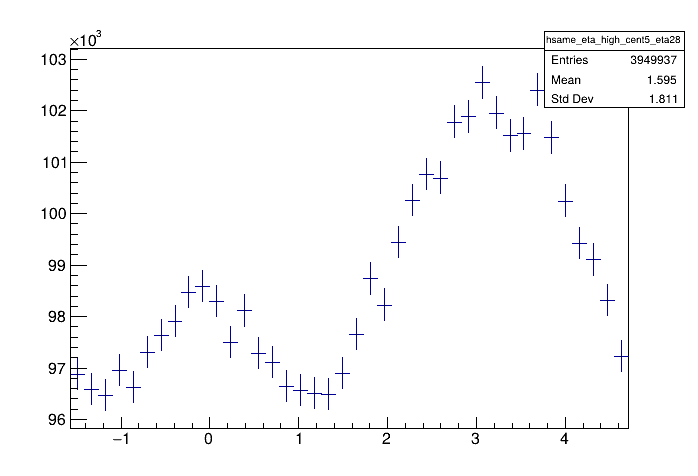 ×10³
hsame_eta_high_cent5_eta28
Entries 3949937
Mean 1.595
Std Dev 1.811
103
102
101
100
99
98
97
96
−1 0 1 2 3 4